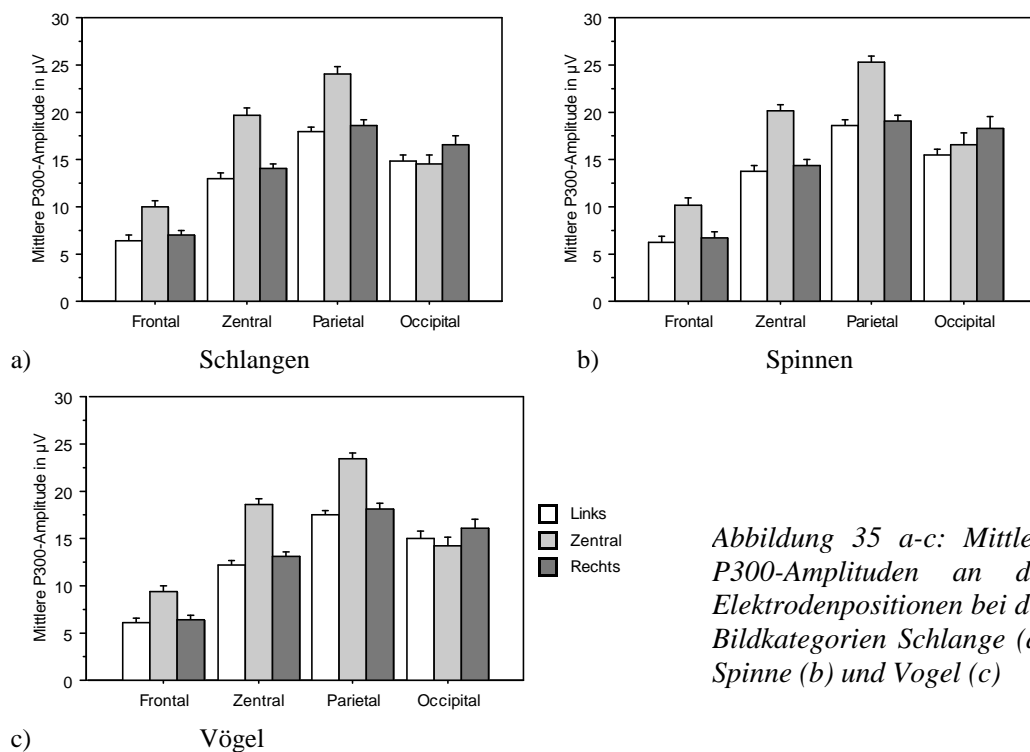 30
25
20
15
10
5
0
Mittlere P300-Amplitude in µV
Frontal Zentral Parietal Occipital
a) Schlangen
30
25
20
15
10
5
0
Mittlere P300-Amplitude in µV
Frontal Zentral Parietal Occipital
b) Spinnen
30
25
20
15
10
5
0
Mittlere P300-Amplitude in µV
Frontal Zentral Parietal Occipital
c) Vögel
Links
Zentral
Rechts
Abbildung 35 a-c: Mittle
P300-Amplituden an d
Elektrodenpositionen bei d
Bildkategorien Schlange (
Spinne (b) und Vogel (c)